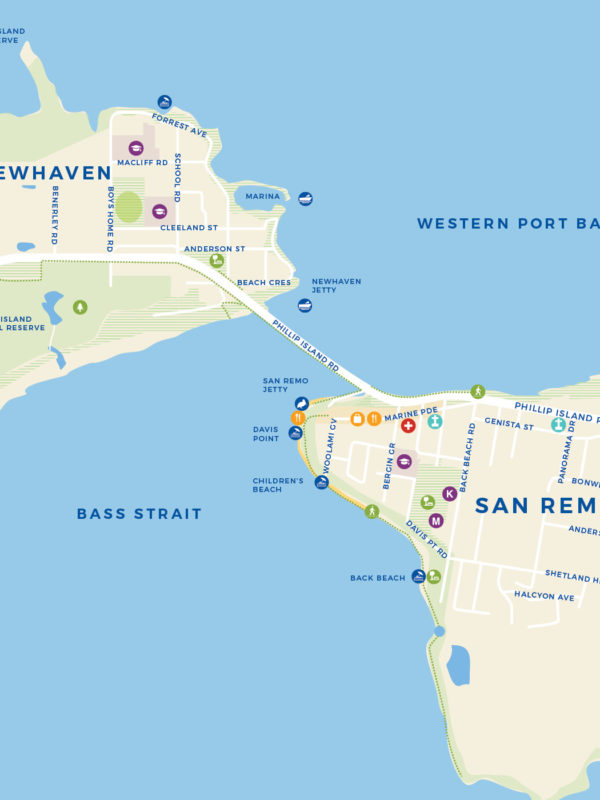 SLAND
RVE
FORREST AVE
MACLIFF RD
SCHOOL RD
EWHAVEN
BENERLEY RD
BOYS HOME RD
MARINA
CLEELAND ST
WESTERN PORT BA
ANDERSON ST
BEACH CRES
NEWHAVEN
JETTY
ISLAND
L RESERVE
PHILLIP ISLAND RD
SAN REMO
JETTY
MARINE PDE
PHILLIP ISLAND R
GENISTA ST
DAVIS
POINT
WOOLAMI GV
BERGIN GR
BACK BEACH RD
PANORAMA DR
CHILDREN'S
BEACH
BONW
K
SAN REM
M
BASS STRAIT
DAVIS PT RD
ANDERS
BACK BEACH
SHETLAND H
HALCYON AVE